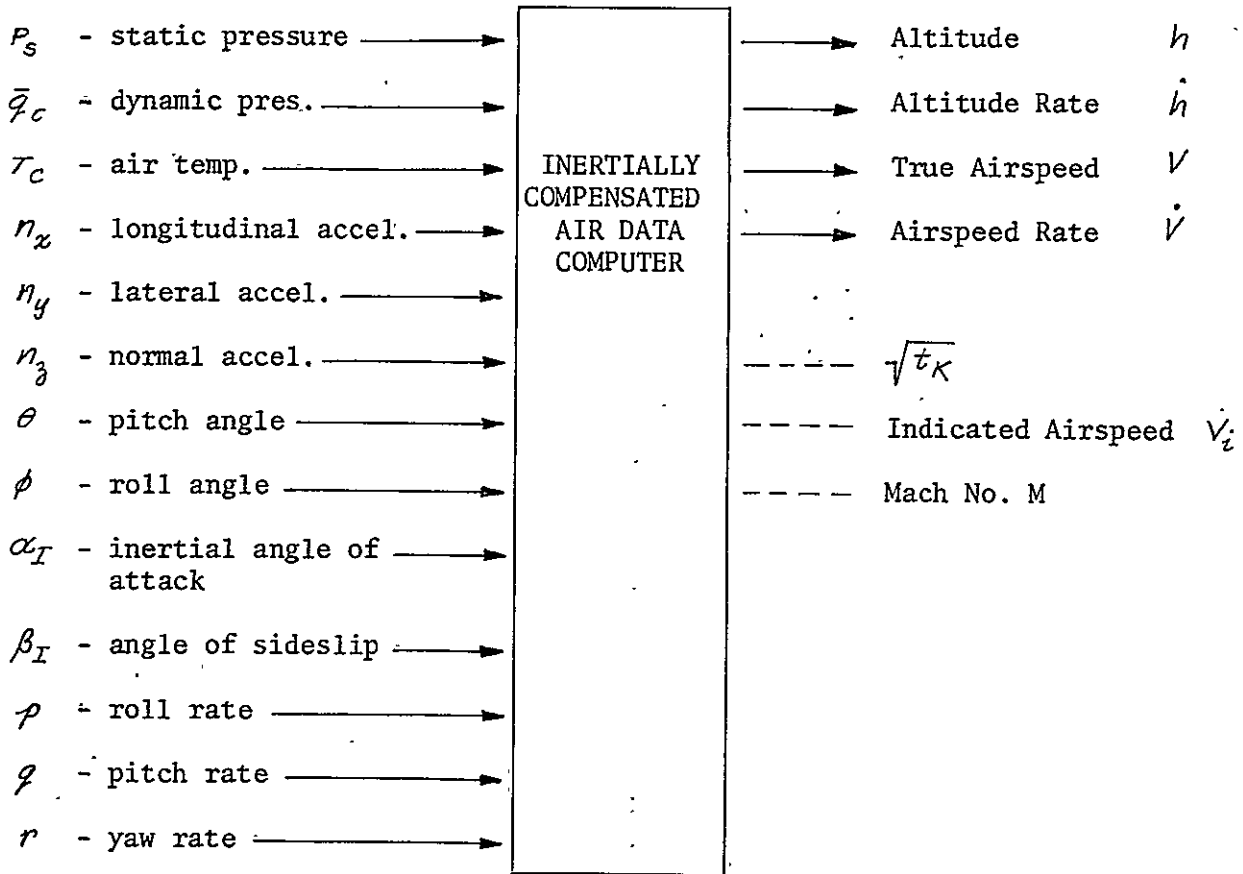 P_s - static pressure
q̄_c - dynamic pres.
T_c - air temp.
n_x - longitudinal accel.
n_y - lateral accel.
n_z - normal accel.
θ - pitch angle
φ - roll angle
α_I - inertial angle of
attack
β_I - angle of sideslip
p - roll rate
q - pitch rate
r - yaw rate
INERTIALLY
COMPENSATED
AIR DATA
COMPUTER
Altitude h
Altitude Rate ḣ
True Airspeed V
Airspeed Rate V̇
√t_K
Indicated Airspeed V_i
Mach No. M